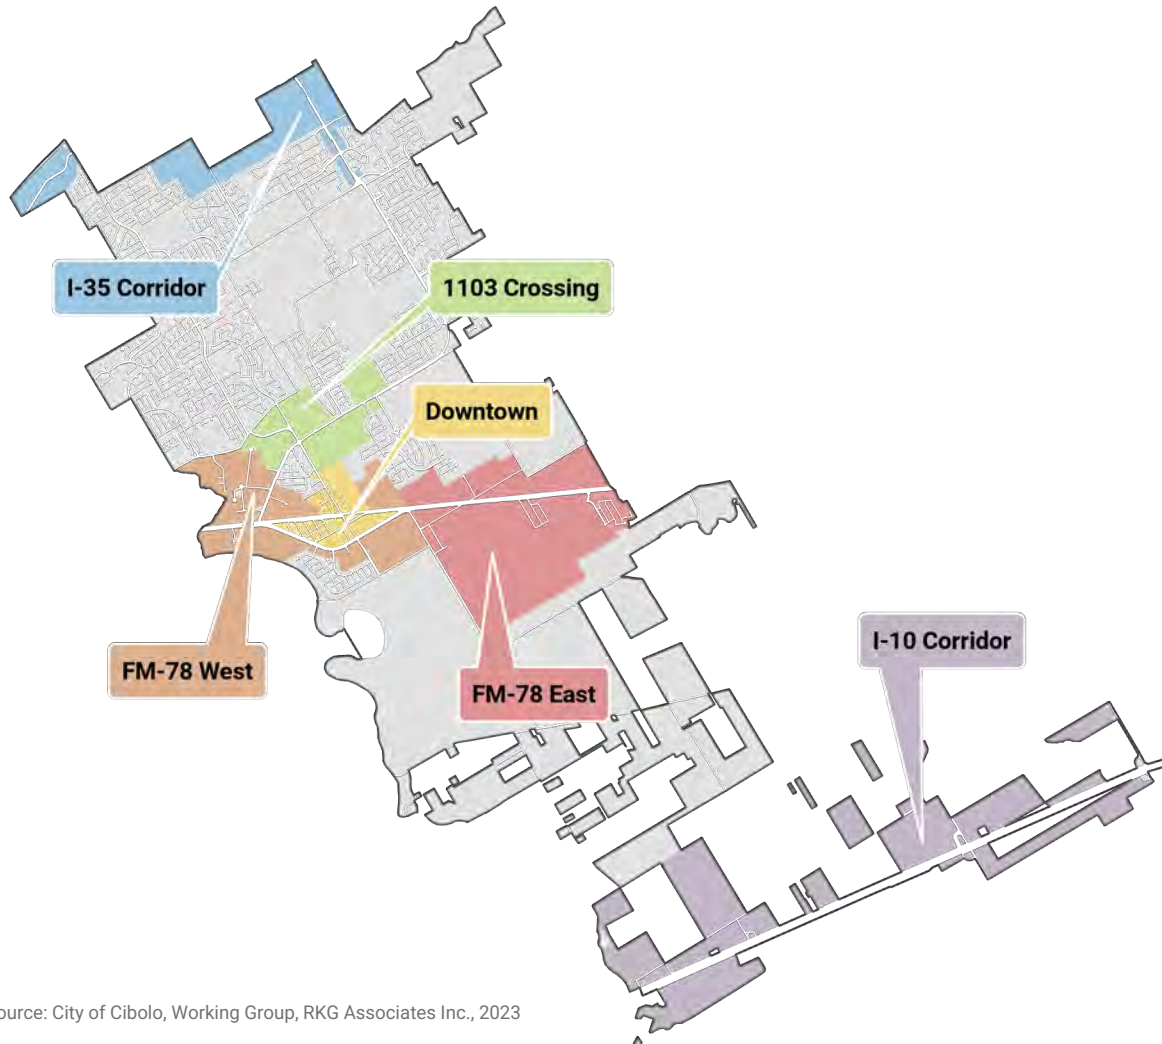 I-35 Corridor
1103 Crossing
Downtown
I-10 Corridor
FM-78 West
FM-78 East
ource: City of Cibolo, Working Group, RKG Associates Inc., 2023